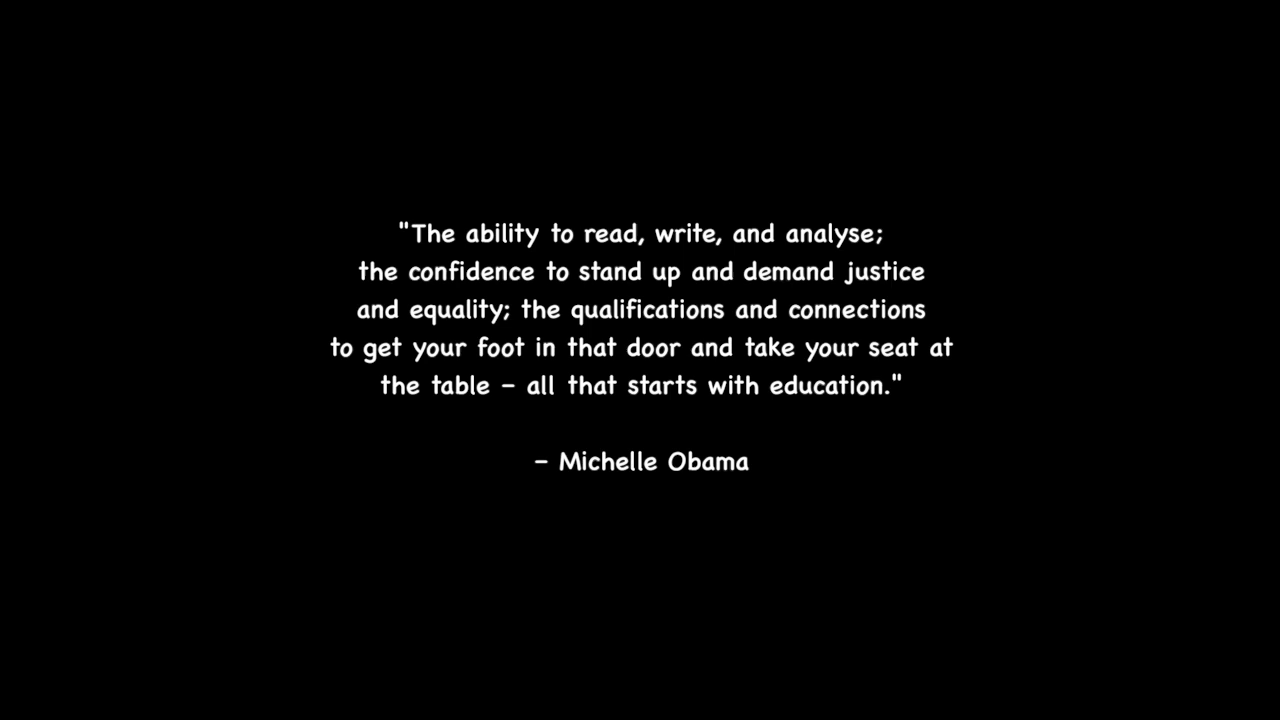 "The ability to read, write, and analyse;
the confidence to stand up and demand justice
and equality; the qualifications and connections
to get your foot in that door and take your seat at
the table – all that starts with education."
– Michelle Obama